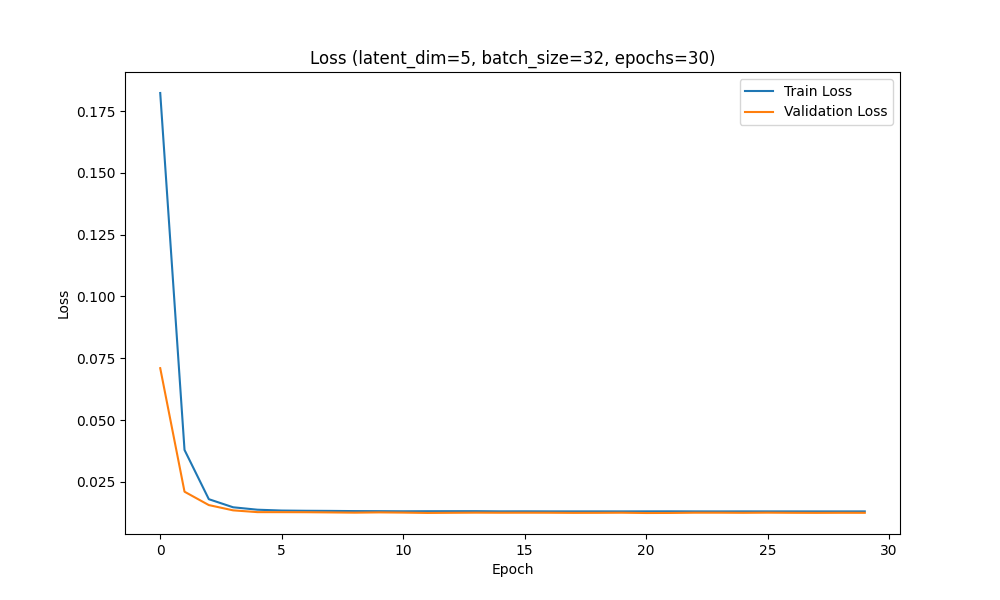 Loss (latent_dim=5, batch_size=32, epochs=30)
Train Loss
Validation Loss
0.175
0.150
0.125
0.100
0.075
0.050
0.025
Loss
0 5 10 15 20 25 30
Epoch